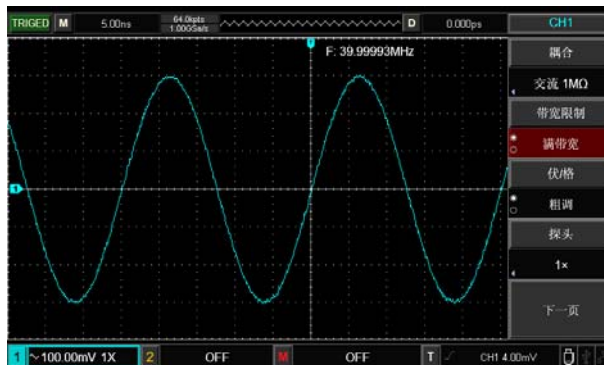 TRIGED M 5.00ns 64.0kpts 1.00GSa/s D 0.000ps CH1
F: 39.99993MHz
耦合
交流 1MΩ
带宽限制
满带宽
伏/格
粗调
探头
1×
下一页
1
1 ~100.00mV 1X 2 OFF M OFF T CH1 4.00mV